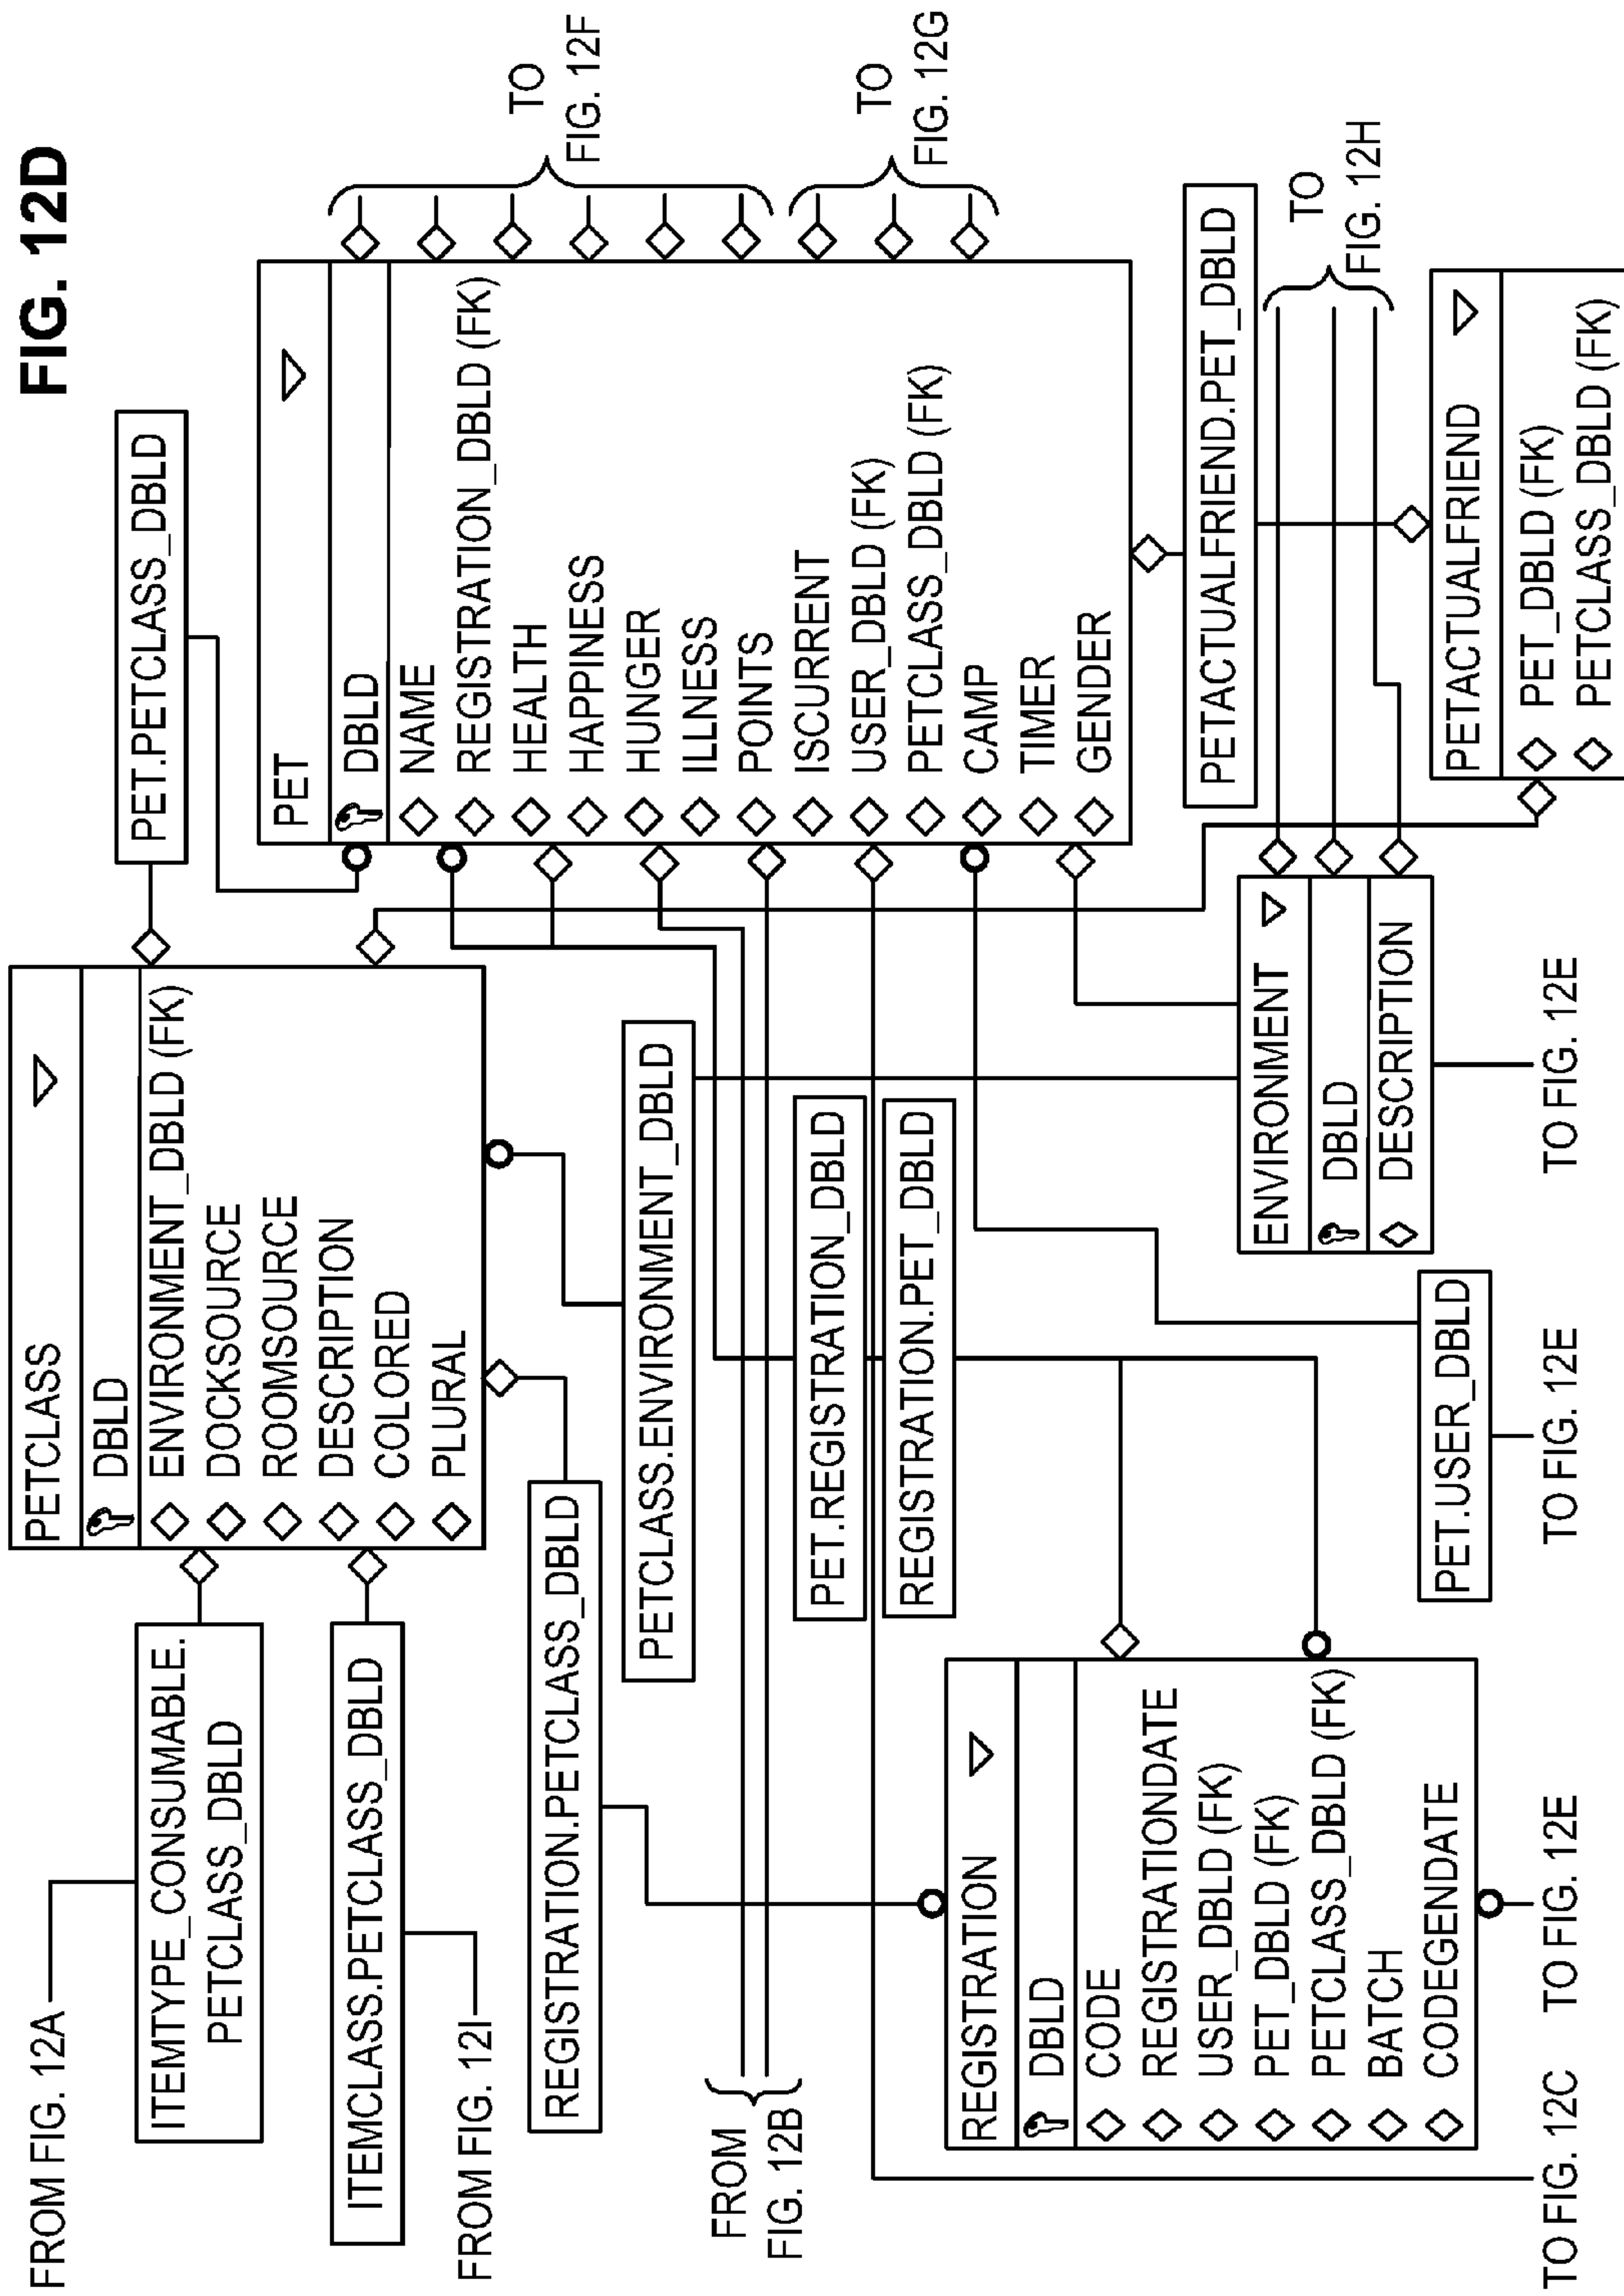 FIG. 12D
FROM FIG. 12A
ITEMTYPE_CONSUMABLE.
PETCLASS_DBLD
ITEMCLASS.PETCLASS_DBLD
FROM FIG. 12I
PETCLASS
DBLD
ENVIRONMENT_DBLD (FK)
DOCKSOURCE
ROOMSOURCE
DESCRIPTION
COLORED
PLURAL
PET.PETCLASS_DBLD
REGISTRATION.PETCLASS_DBLD
PETCLASS.ENVIRONMENT_DBLD
PET
DBLD
NAME
REGISTRATION_DBLD (FK)
HEALTH
HAPPINESS
HUNGER
ILLNESS
POINTS
ISCURRENT
USER_DBLD (FK)
PETCLASS_DBLD (FK)
CAMP
TIMER
GENDER
TO
FIG. 12F
TO
FIG. 12G
FROM
FIG. 12B
PET.REGISTRATION_DBLD
REGISTRATION.PET_DBLD
REGISTRATION
DBLD
CODE
REGISTRATIONDATE
USER_DBLD (FK)
PET_DBLD (FK)
PETCLASS_DBLD (FK)
BATCH
CODEGENDATE
PETACTUALFRIEND.PET_DBLD
TO
FIG. 12H
ENVIRONMENT
DBLD
DESCRIPTION
PETACTUALFRIEND
PET_DBLD (FK)
PETCLASS_DBLD (FK)
PET.USER_DBLD
TO FIG. 12C
TO FIG. 12E
TO FIG. 12E
TO FIG. 12E